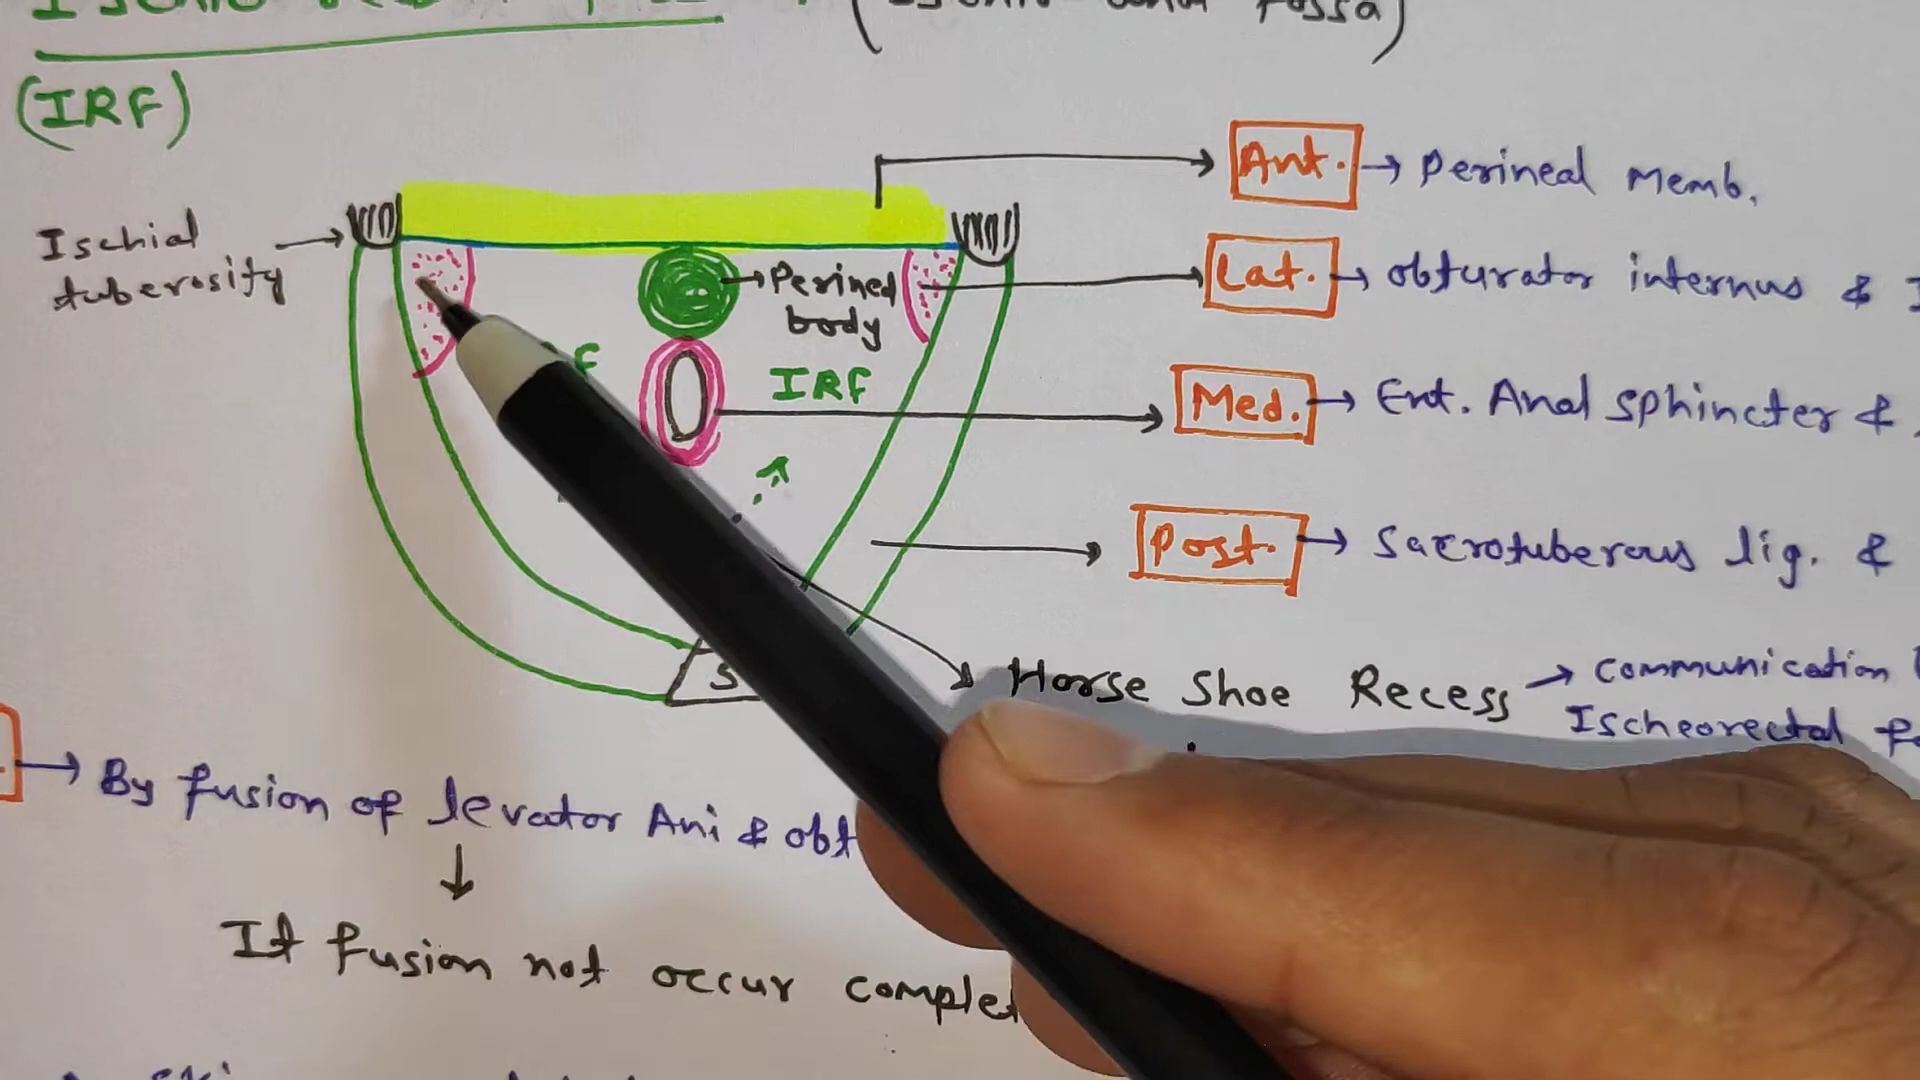 (IRF)
Ant. → Perineal Memb.
Ischial
tuberosity
Perineal
body
Lat. → obturator internus &
IRF
Med. → Ext. Anal sphincter &
Post. → Sacrotuberous lig. &
S
Horse Shoe Recess → Communication
Ischeorectal
→ By fusion of levator Ani & obt
↓
If fusion not occur complet